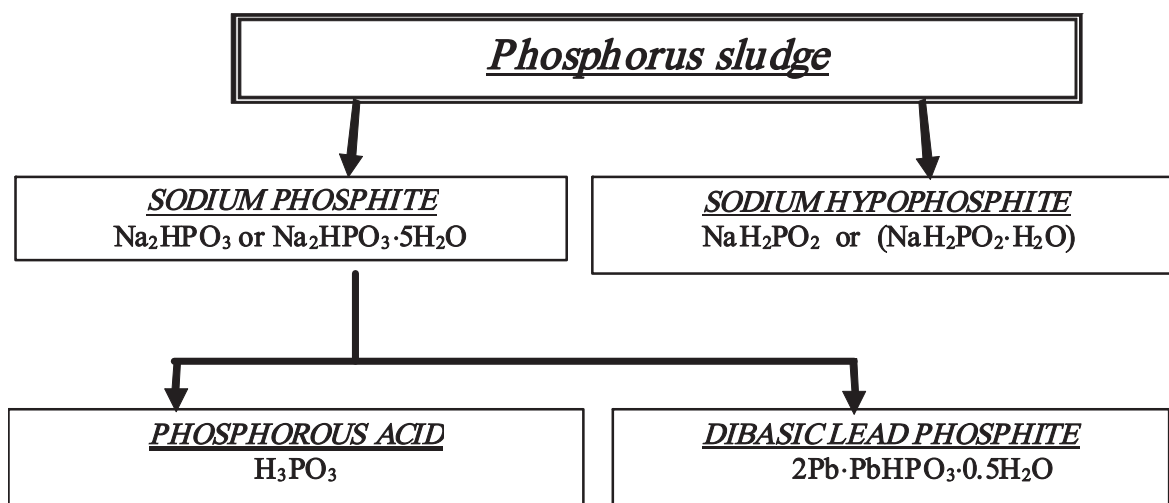 Phosphorus sludge
SODIUM PHOSPHITE
Na₂HPO₃ or Na₂HPO₃·5H₂O
SODIUM HYPOPHOSPHITE
NaH₂PO₂ or (NaH₂PO₂·H₂O)
PHOSPHOROUS ACID
H₃PO₃
DIBASIC LEAD PHOSPHITE
2Pb·PbHPO₃·0.5H₂O